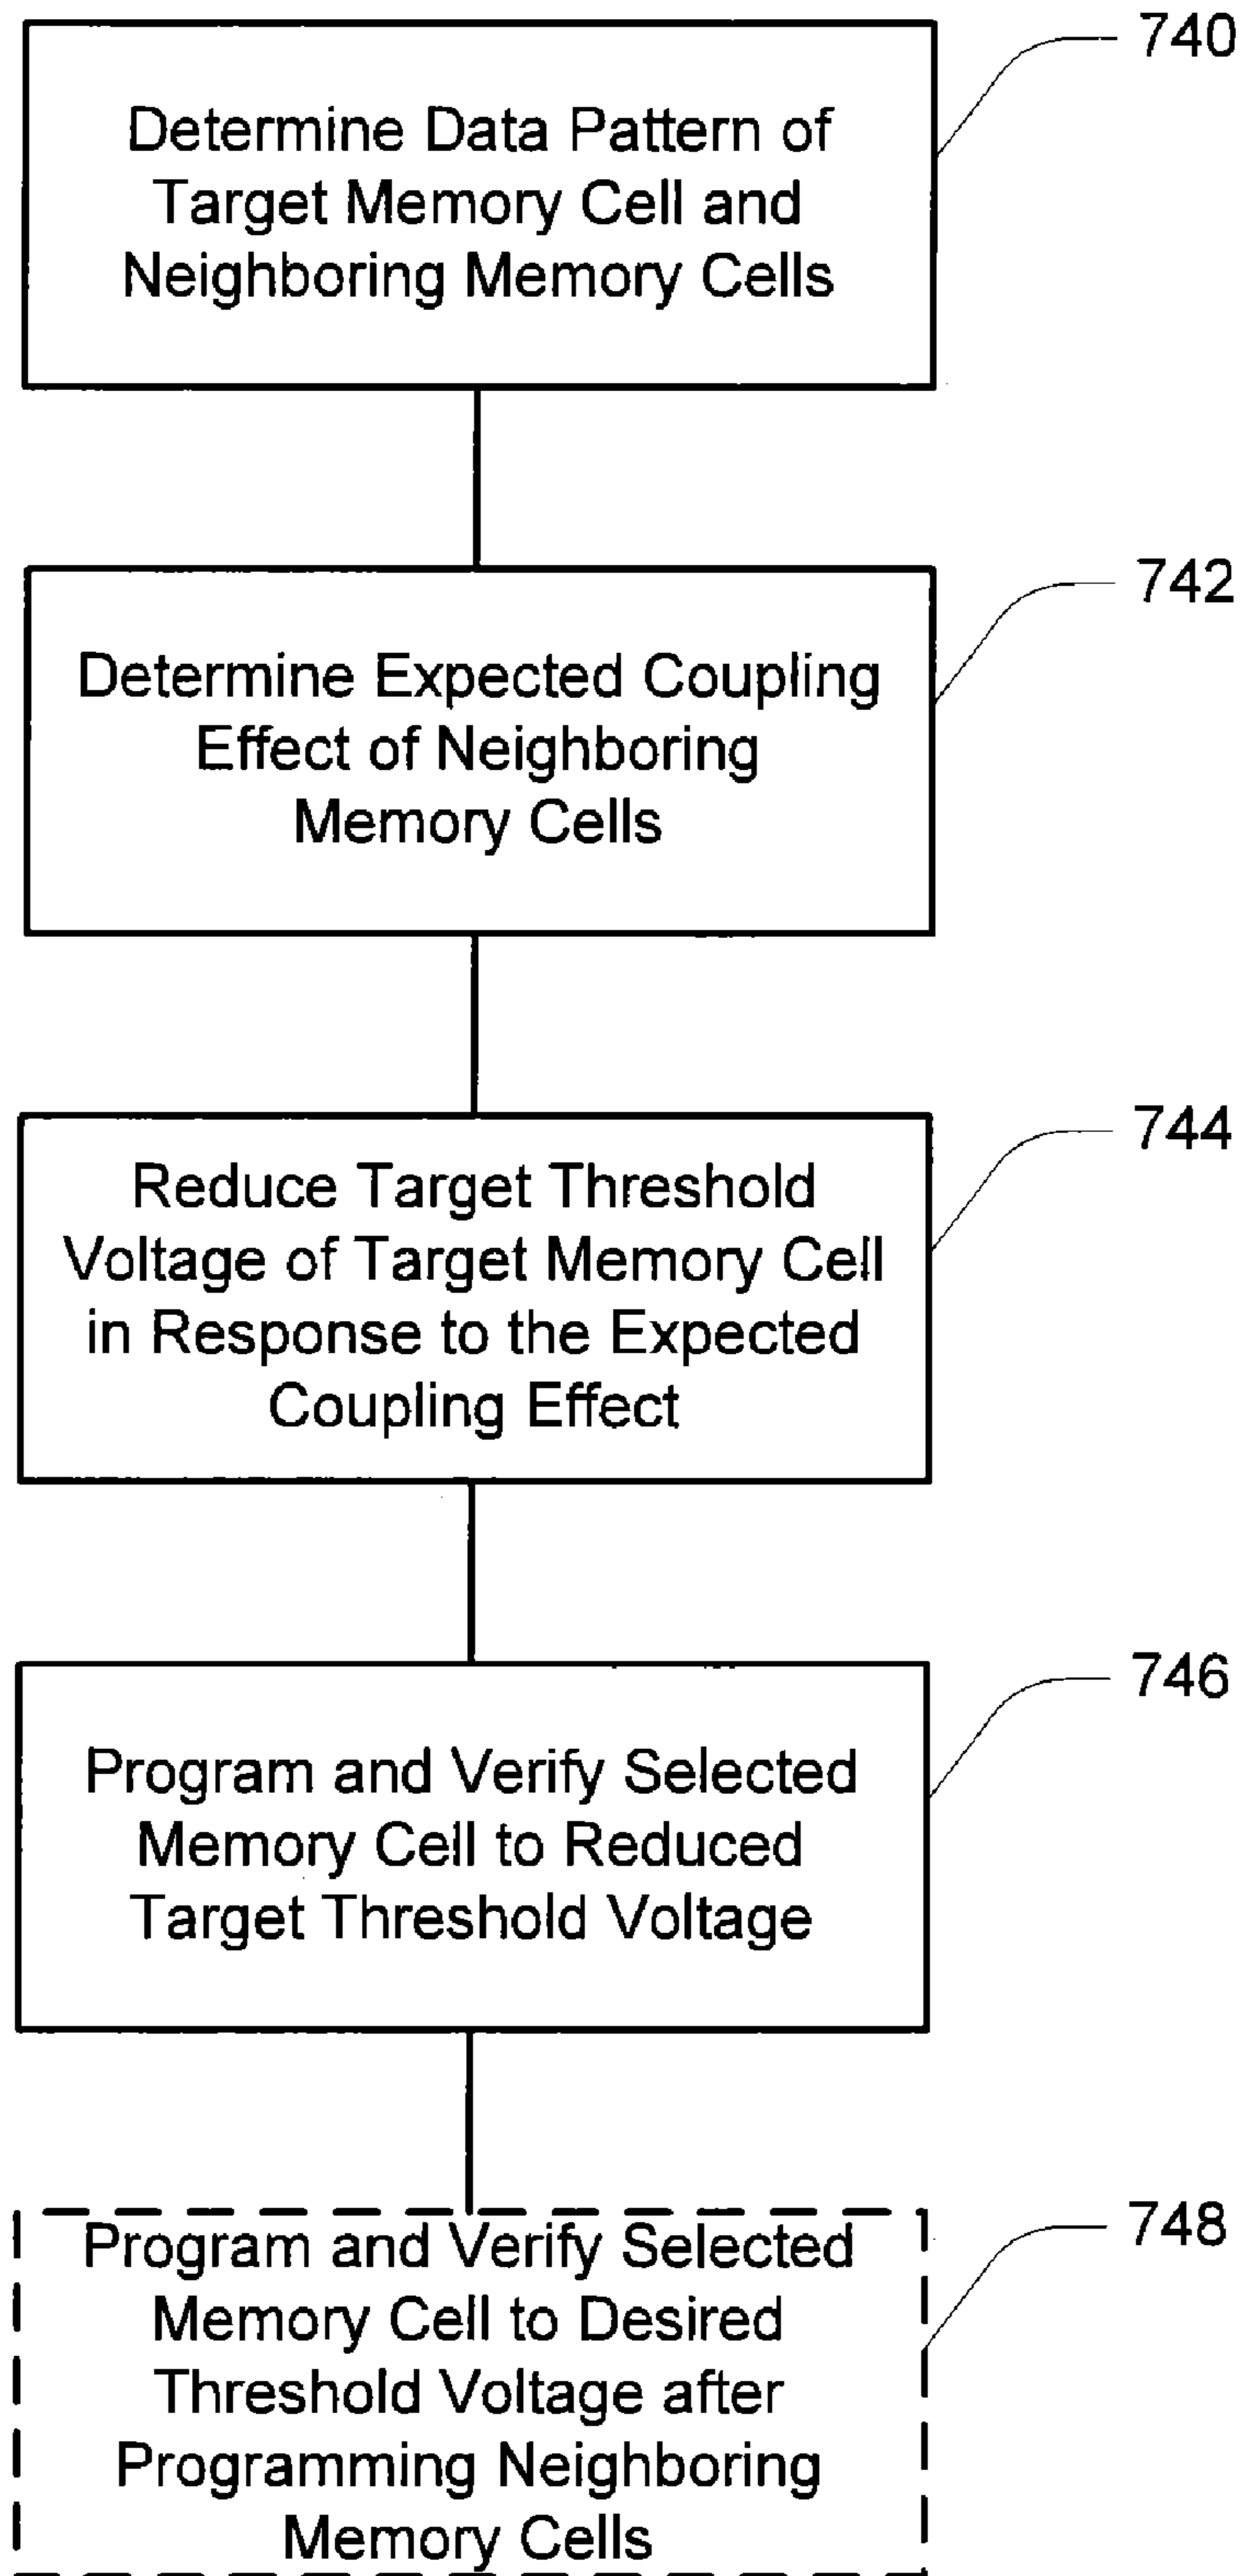 740
Determine Data Pattern of
Target Memory Cell and
Neighboring Memory Cells
742
Determine Expected Coupling
Effect of Neighboring
Memory Cells
744
Reduce Target Threshold
Voltage of Target Memory Cell
in Response to the Expected
Coupling Effect
746
Program and Verify Selected
Memory Cell to Reduced
Target Threshold Voltage
748
Program and Verify Selected
Memory Cell to Desired
Threshold Voltage after
Programming Neighboring
Memory Cells